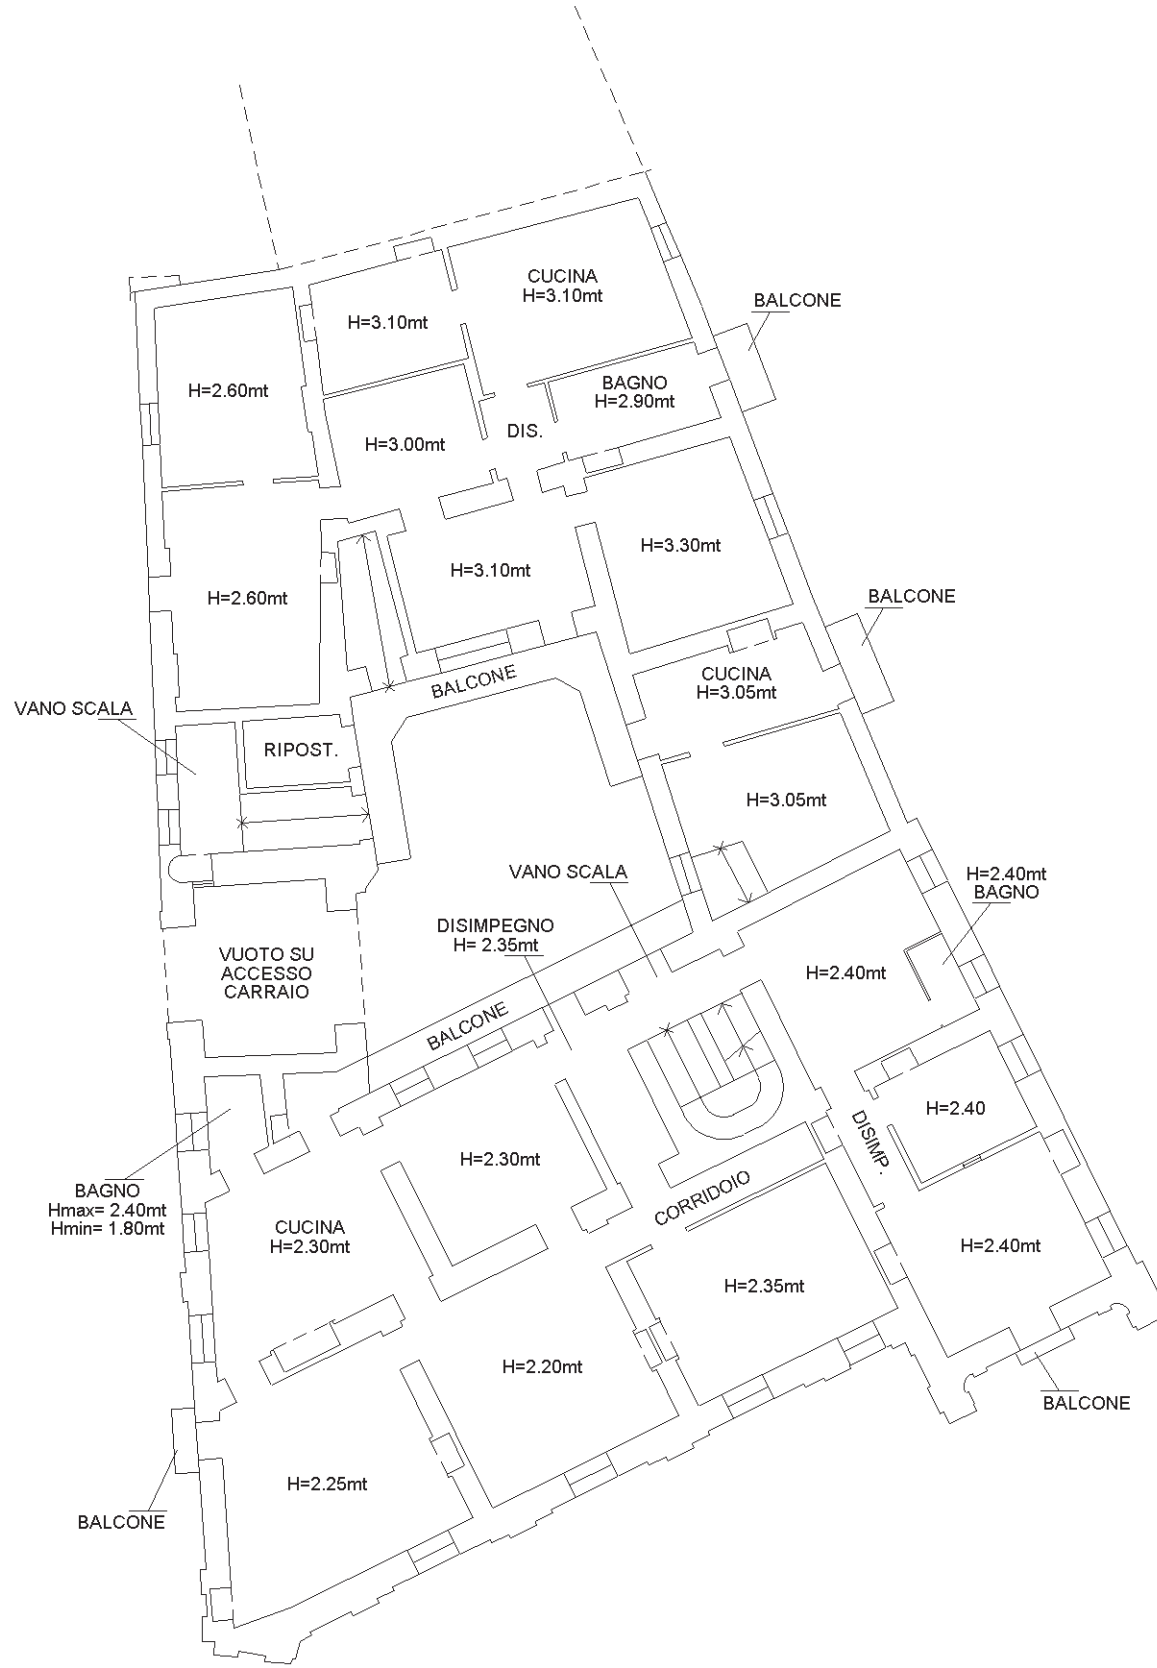 CUCINA
H=3.10mt
BALCONE
H=3.10mt
H=2.60mt
BAGNO
H=2.90mt
DIS.
H=3.00mt
H=3.30mt
H=3.10mt
H=2.60mt
BALCONE
CUCINA
H=3.05mt
BALCONE
VANO SCALA
RIPOST.
H=3.05mt
VANO SCALA
H=2.40mt
BAGNO
DISIMPEGNO
H= 2.35mt
VUOTO SU
ACCESSO
CARRAIO
H=2.40mt
BALCONE
H=2.40
DISIMP.
H=2.30mt
BAGNO
Hmax= 2.40mt
Hmin= 1.80mt
CORRIDOIO
CUCINA
H=2.30mt
H=2.40mt
H=2.35mt
H=2.20mt
BALCONE
H=2.25mt
BALCONE